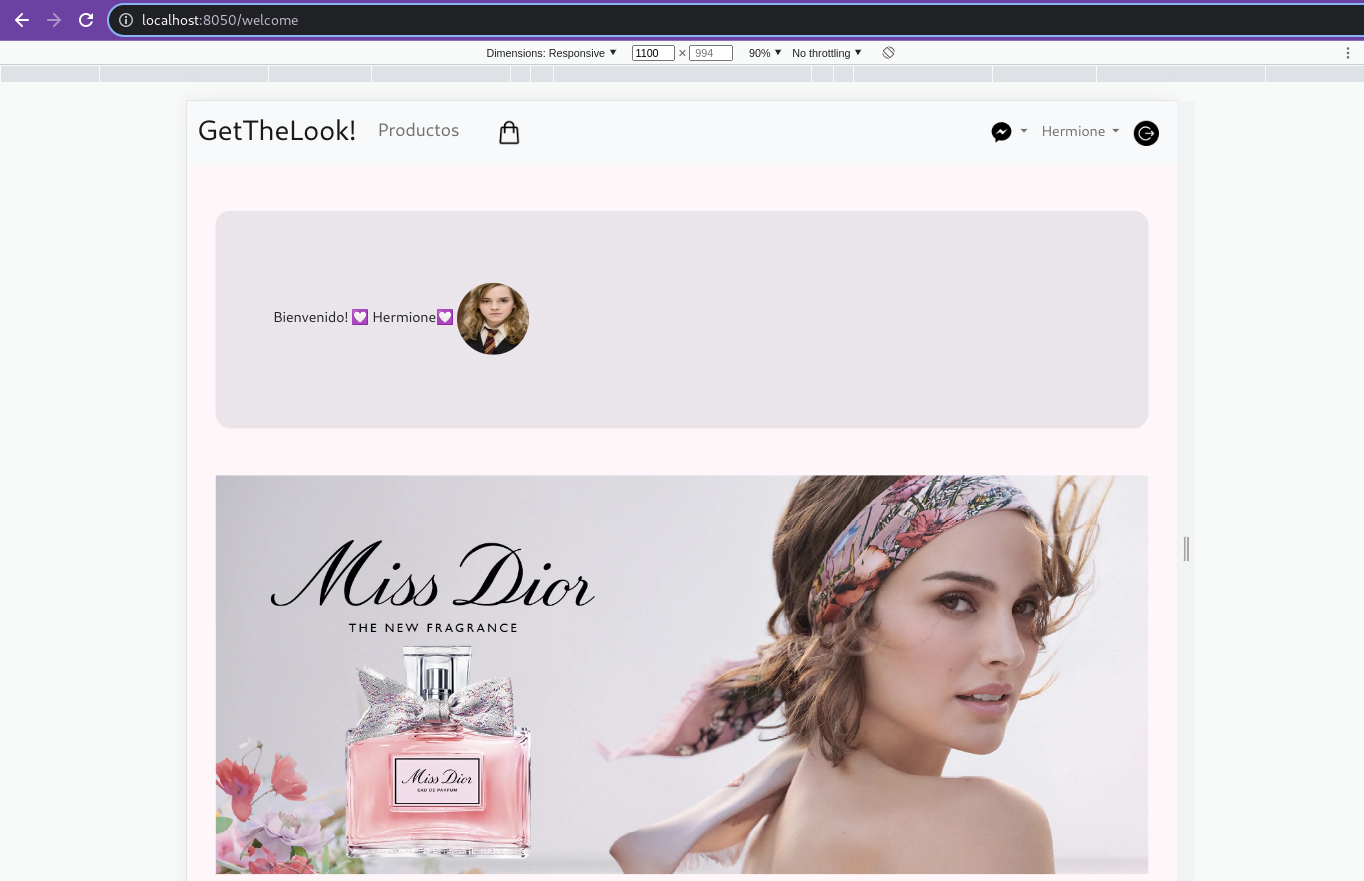 localhost:8050/welcome
Dimensions: Responsive ▼ 1100 × 994 90% ▼ No throttling ▼
GetTheLook! Productos Hermione
Bienvenido! 💟 Hermione💟
Miss Dior
THE NEW FRAGRANCE
Miss Dior
EAU DE PARFUM